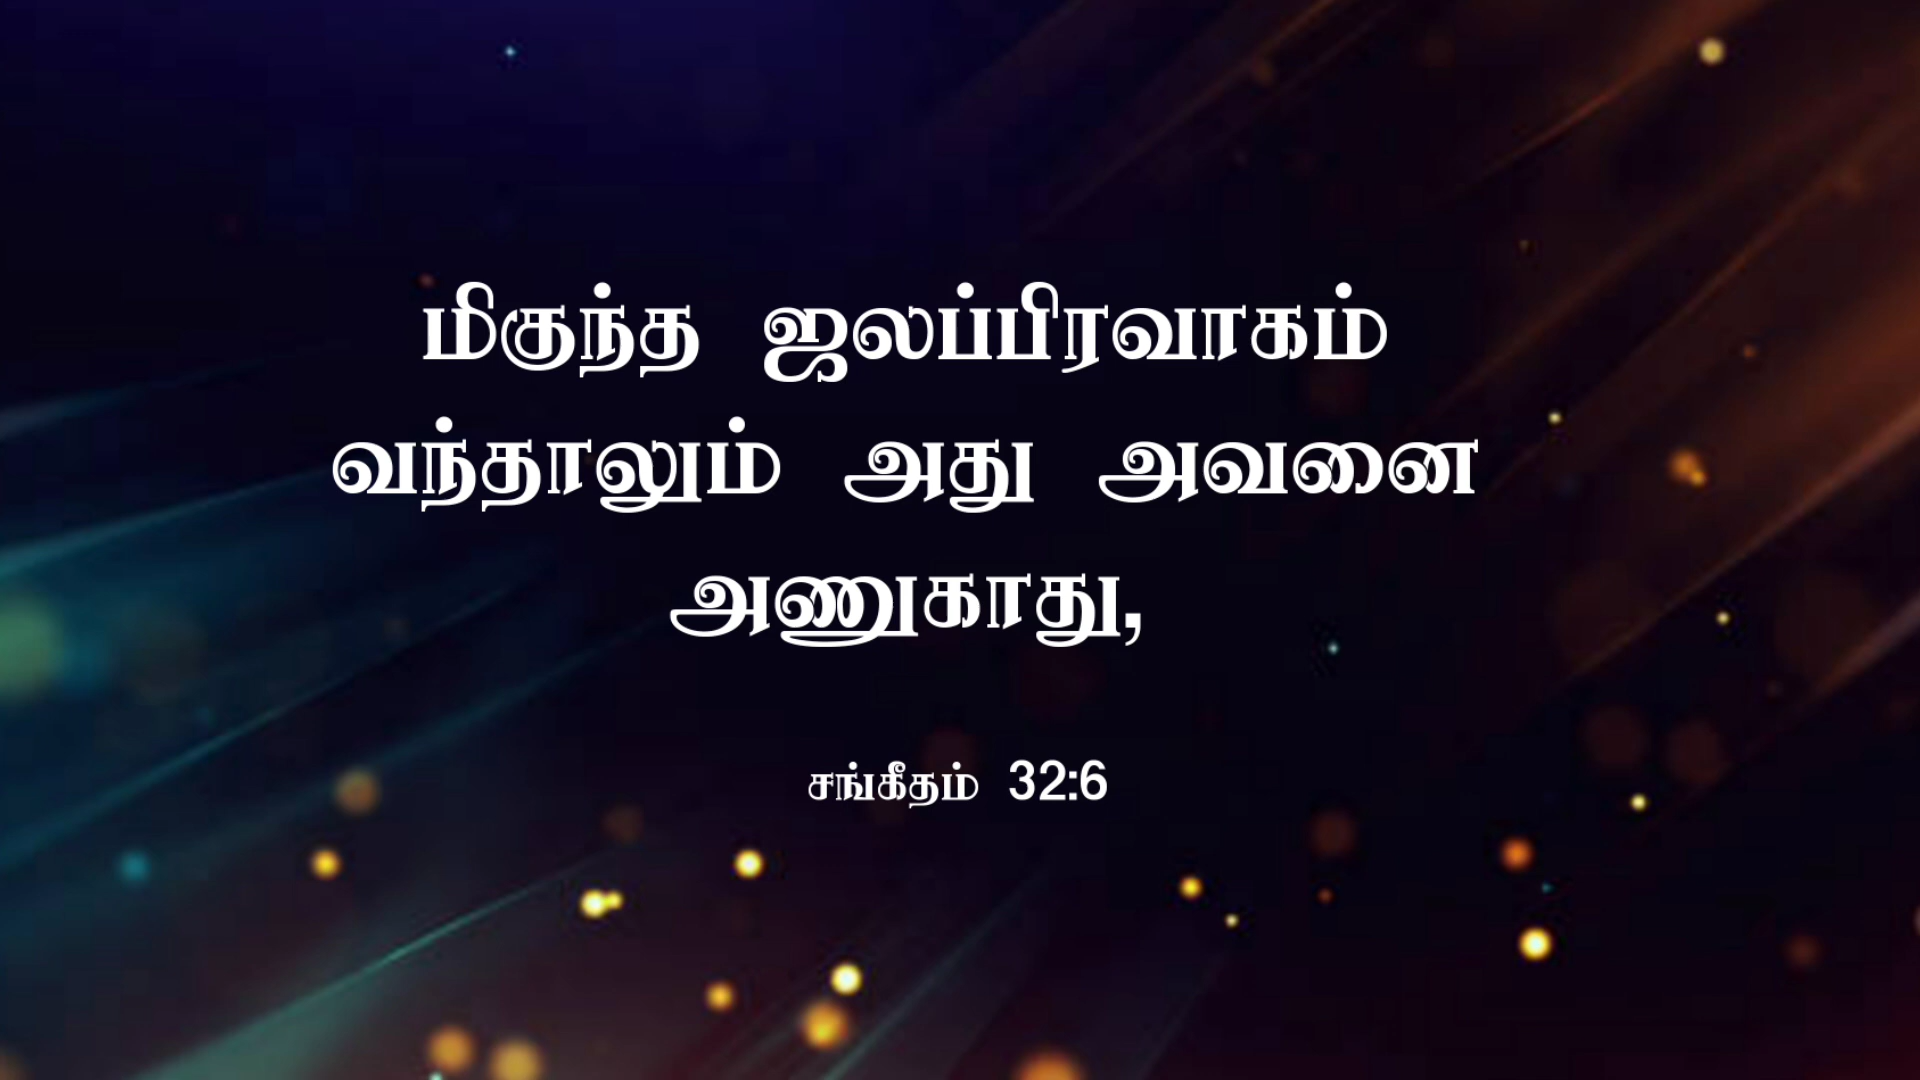 மிகுந்த ஜலப்பிரவாகம்
வந்தாலும் அது அவனை
அணுகாது,
சங்கீதம் 32:6